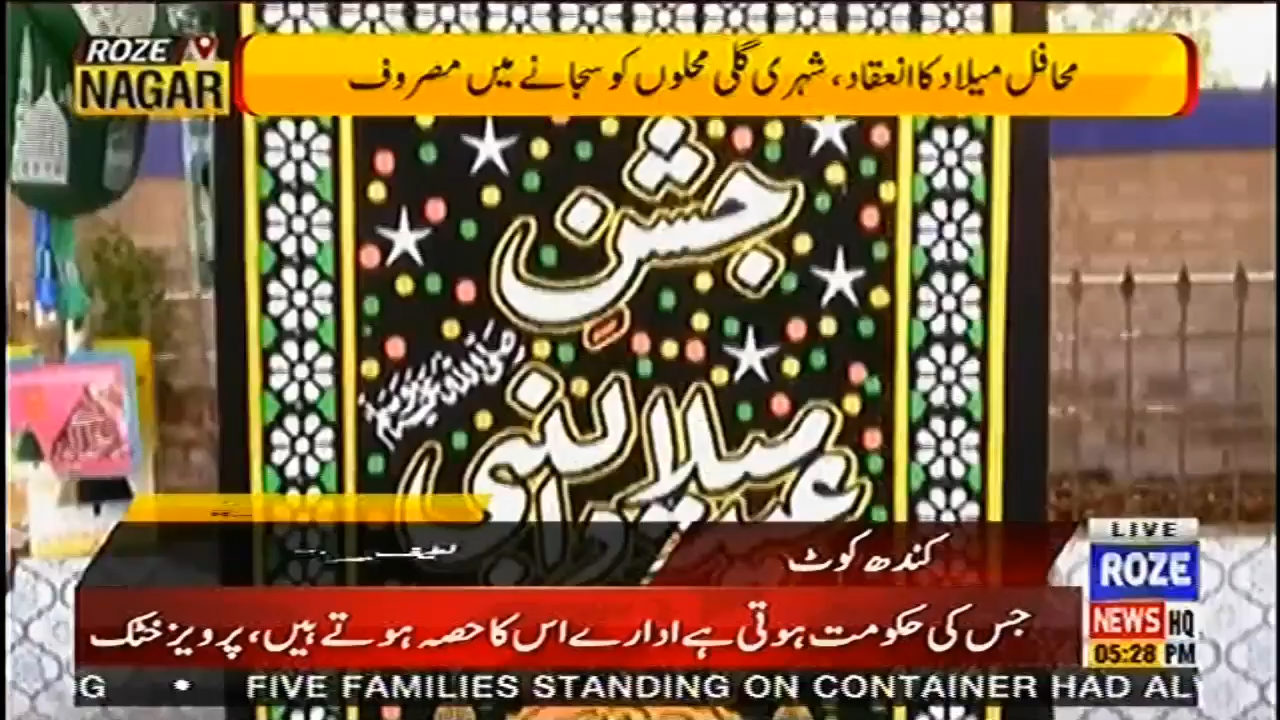 ROZE
NAGAR
محافل میلاد کا انعقاد، شہری گلی محلوں کو سجانے میں مصروف
جشنِ
صلی اللہ علیہ وسلم
عید میلاد النبی
کندھ کوٹ
جس کی حکومت ہوتی ہے ادارے اس کا حصہ ہوتے ہیں، پرویز خٹک
LIVE
ROZE
NEWS HQ
05:28 PM
G • FIVE FAMILIES STANDING ON CONTAINER HAD AL